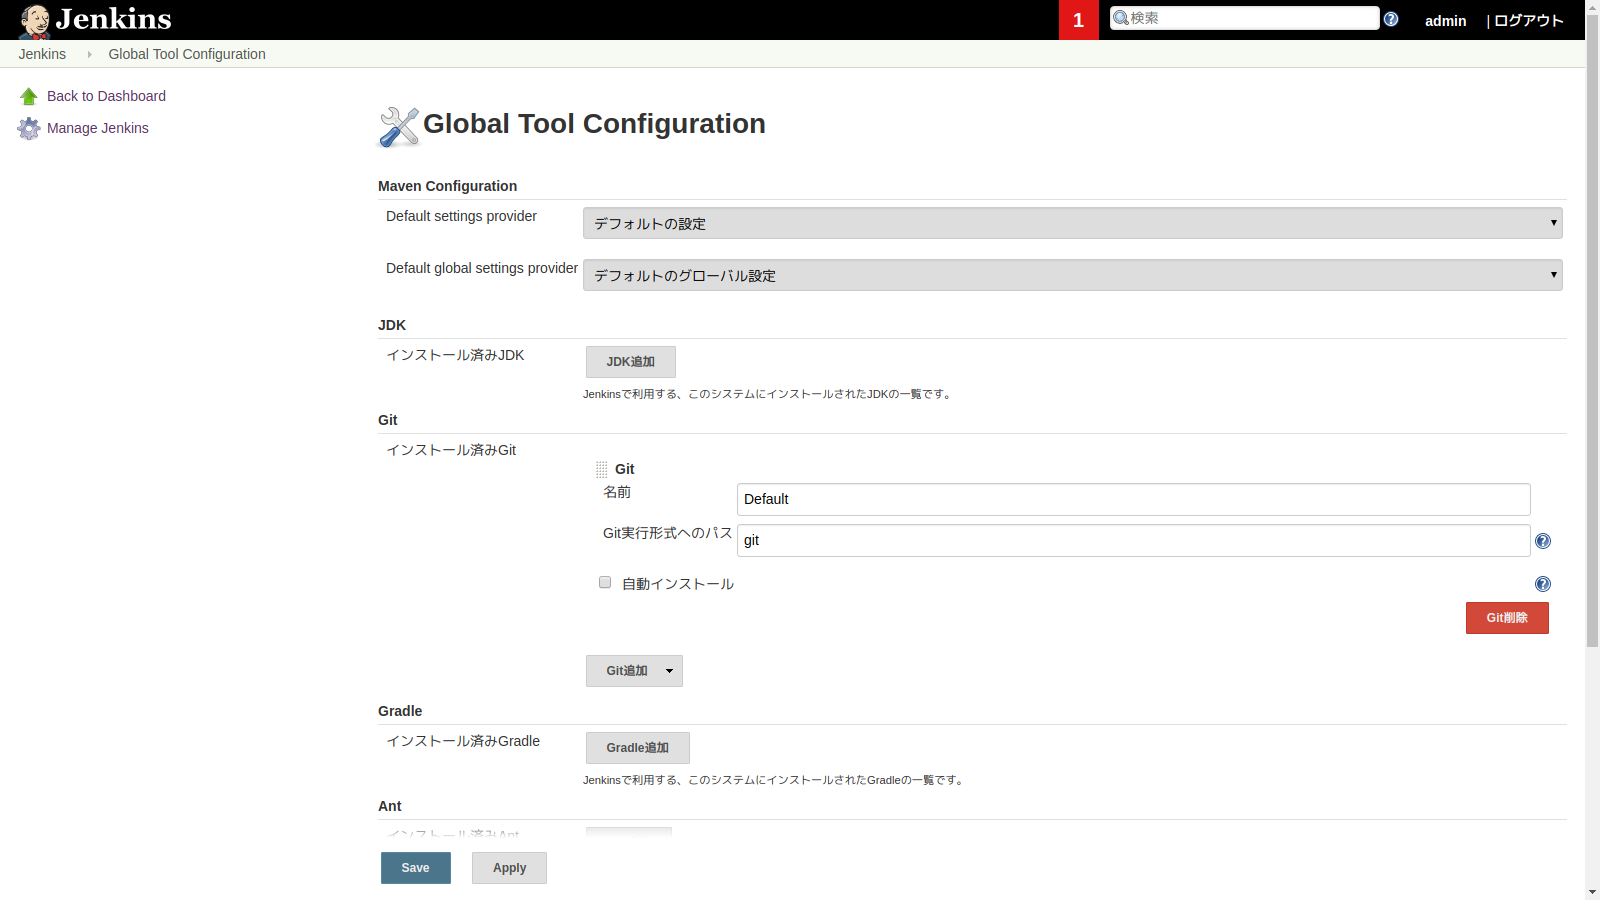 Jenkins
1
検索
admin
| ログアウト
Jenkins
Global Tool Configuration
Back to Dashboard
Manage Jenkins
Global Tool Configuration
Maven Configuration
Default settings provider
デフォルトの設定
Default global settings provider
デフォルトのグローバル設定
JDK
インストール済みJDK
JDK追加
Jenkinsで利用する、このシステムにインストールされたJDKの一覧です。
Git
インストール済みGit
Git
名前
Default
Git実行形式へのパス
git
自動インストール
Git削除
Git追加
Gradle
インストール済みGradle
Gradle追加
Jenkinsで利用する、このシステムにインストールされたGradleの一覧です。
Ant
インストール済みAnt
Save
Apply